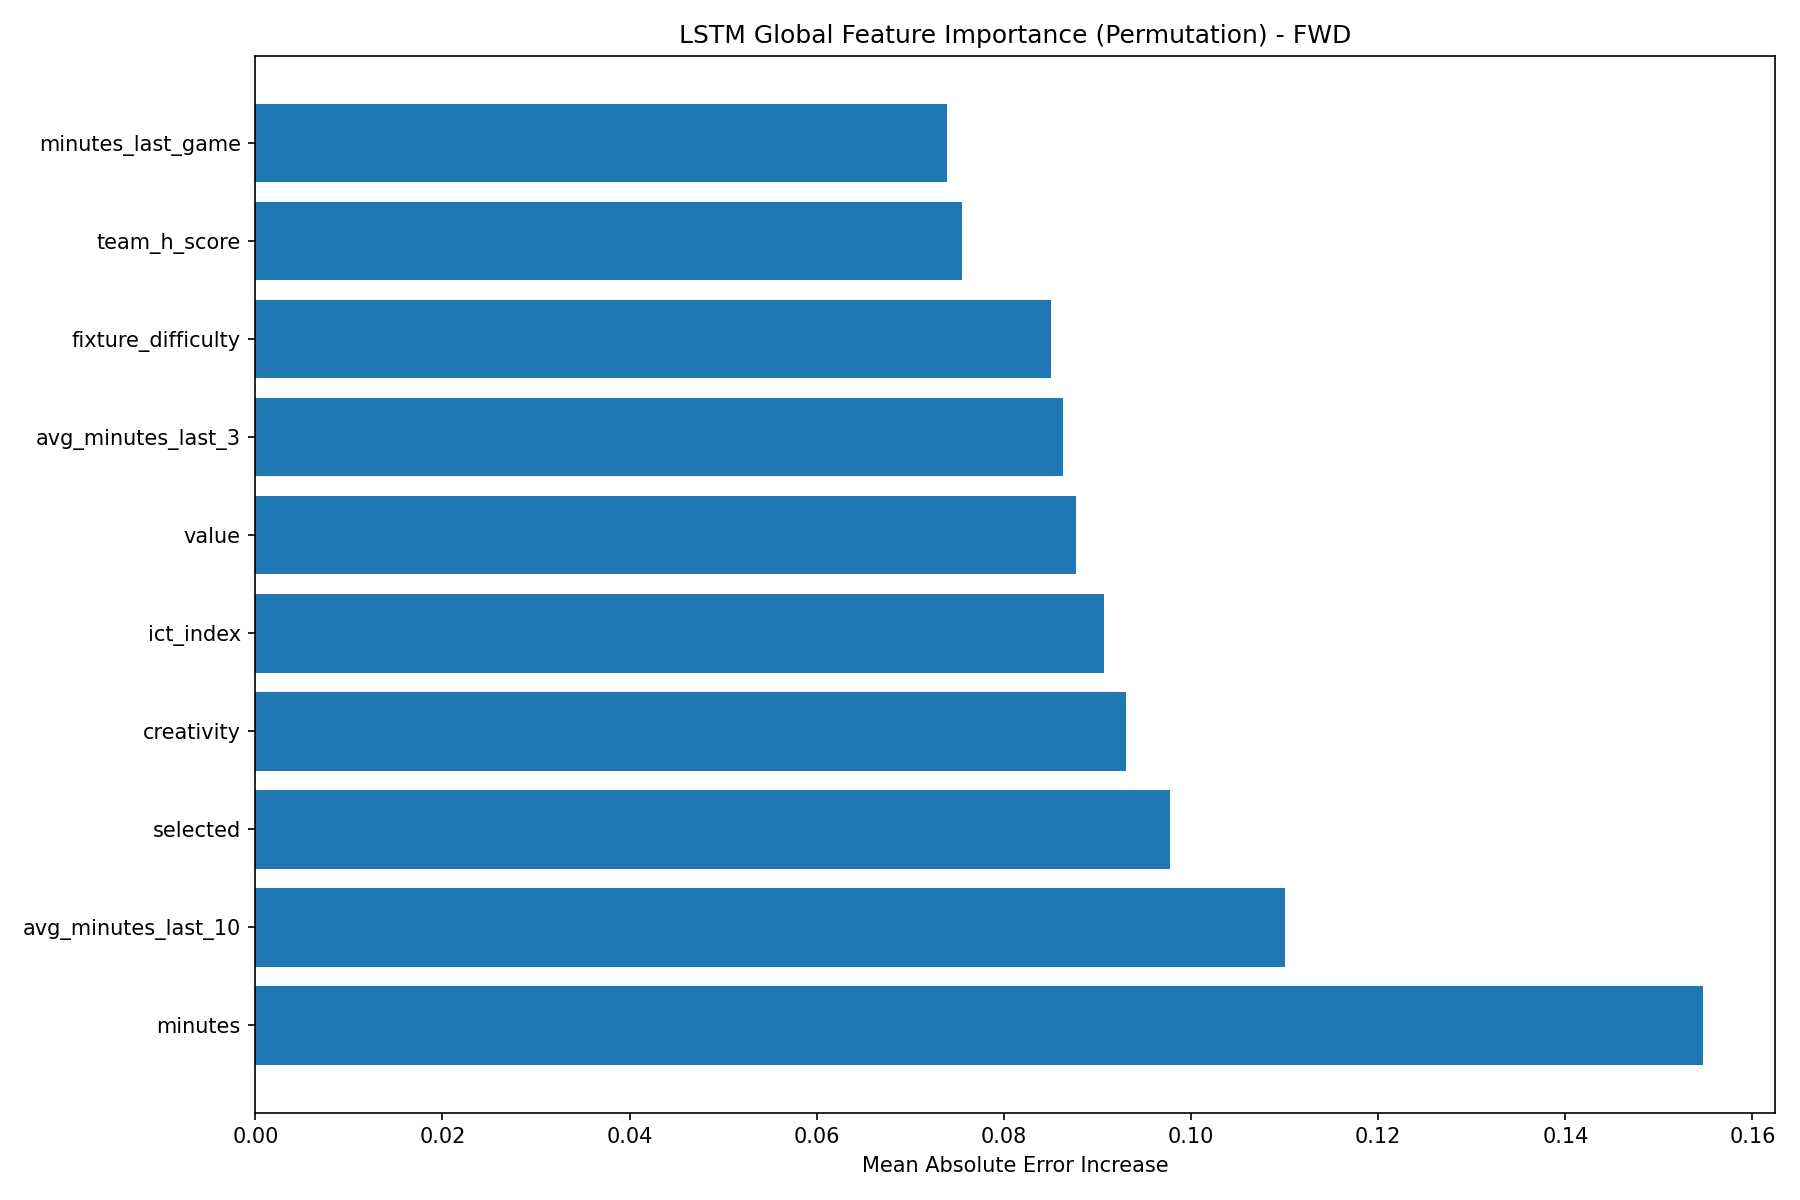 LSTM Global Feature Importance (Permutation) - FWD
minutes_last_game
team_h_score
fixture_difficulty
avg_minutes_last_3
value
ict_index
creativity
selected
avg_minutes_last_10
minutes
0.00 0.02 0.04 0.06 0.08 0.10 0.12 0.14 0.16
Mean Absolute Error Increase